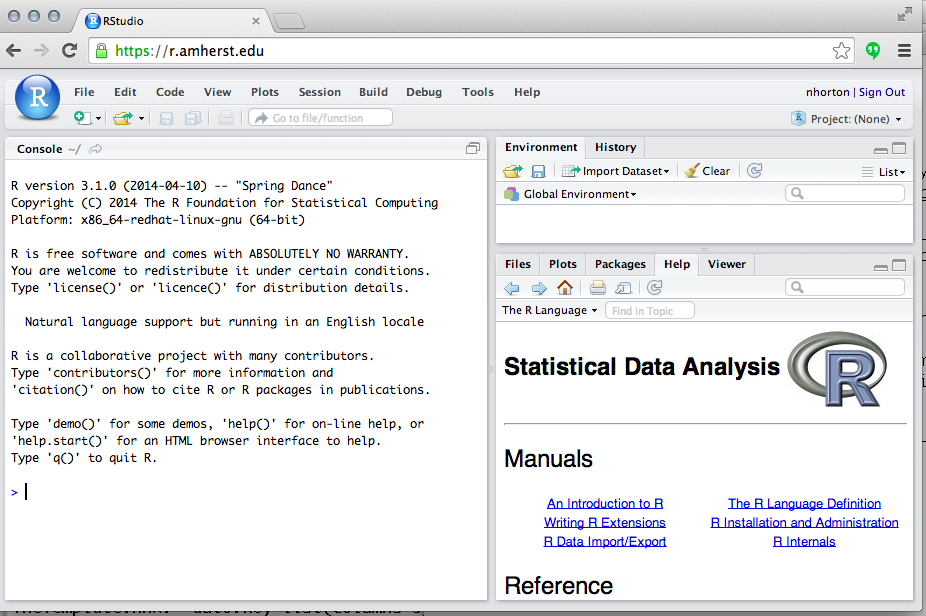 RStudio
https://r.amherst.edu
R
File Edit Code View Plots Session Build Debug Tools Help
nhorton | Sign Out
Go to file/function
Project: (None)
Console ~/
R version 3.1.0 (2014-04-10) -- "Spring Dance"
Copyright (C) 2014 The R Foundation for Statistical Computing
Platform: x86_64-redhat-linux-gnu (64-bit)
R is free software and comes with ABSOLUTELY NO WARRANTY.
You are welcome to redistribute it under certain conditions.
Type 'license()' or 'licence()' for distribution details.
Natural language support but running in an English locale
R is a collaborative project with many contributors.
Type 'contributors()' for more information and
'citation()' on how to cite R or R packages in publications.
Type 'demo()' for some demos, 'help()' for on-line help, or
'help.start()' for an HTML browser interface to help.
Type 'q()' to quit R.
>
Environment History
Import Dataset Clear List
Global Environment
Files Plots Packages Help Viewer
The R Language Find in Topic
Statistical Data Analysis R
Manuals
An Introduction to R The R Language Definition
Writing R Extensions R Installation and Administration
R Data Import/Export R Internals
Reference